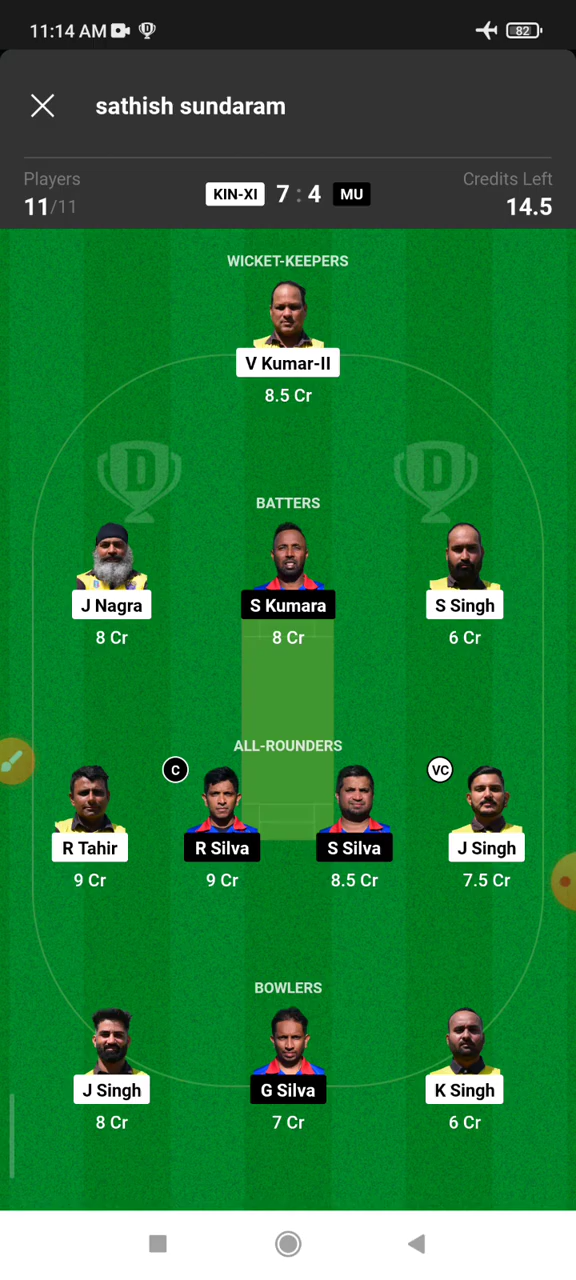 11:14 AM 82
sathish sundaram
Players Credits Left
11/11 KIN-XI 7 : 4 MU 14.5
WICKET-KEEPERS
V Kumar-II
8.5 Cr
D D
BATTERS
J Nagra S Kumara S Singh
8 Cr 8 Cr 6 Cr
ALL-ROUNDERS
C VC
R Tahir R Silva S Silva J Singh
9 Cr 9 Cr 8.5 Cr 7.5 Cr
BOWLERS
J Singh G Silva K Singh
8 Cr 7 Cr 6 Cr